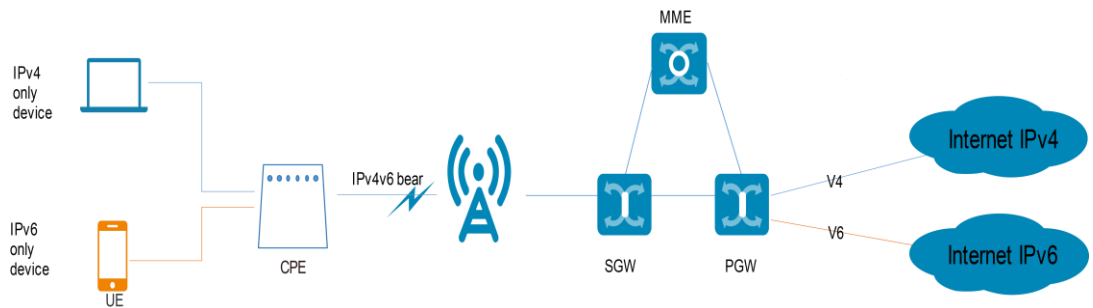 MME
IPv4
only
device
Internet IPv4
IPv4v6 bear
V4
IPv6
only
device
V6
Internet IPv6
CPE
SGW
PGW
UE